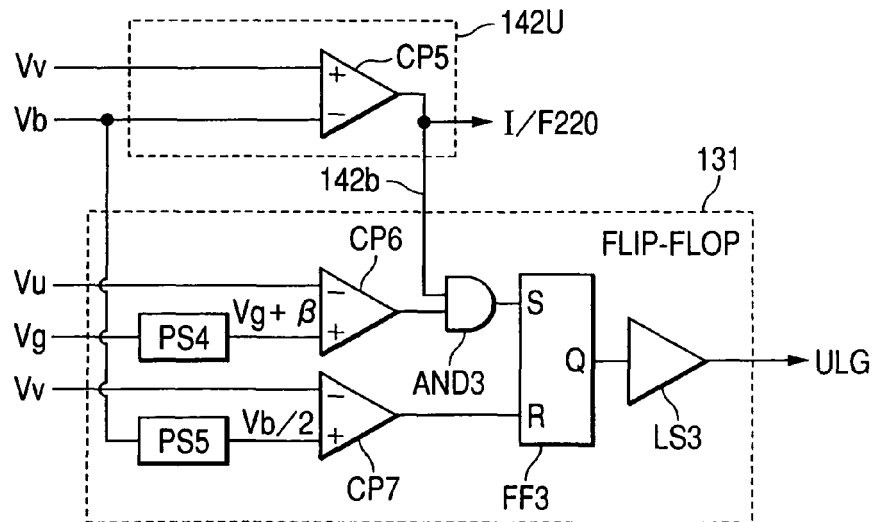 142U
Vv
CP5
+
Vb
−
I/F220
142b
131
CP6
FLIP-FLOP
Vu
−
Vg
PS4
Vg+ β
+
S
AND3
Q
ULG
Vv
−
PS5
Vb/2
+
R
LS3
CP7
FF3